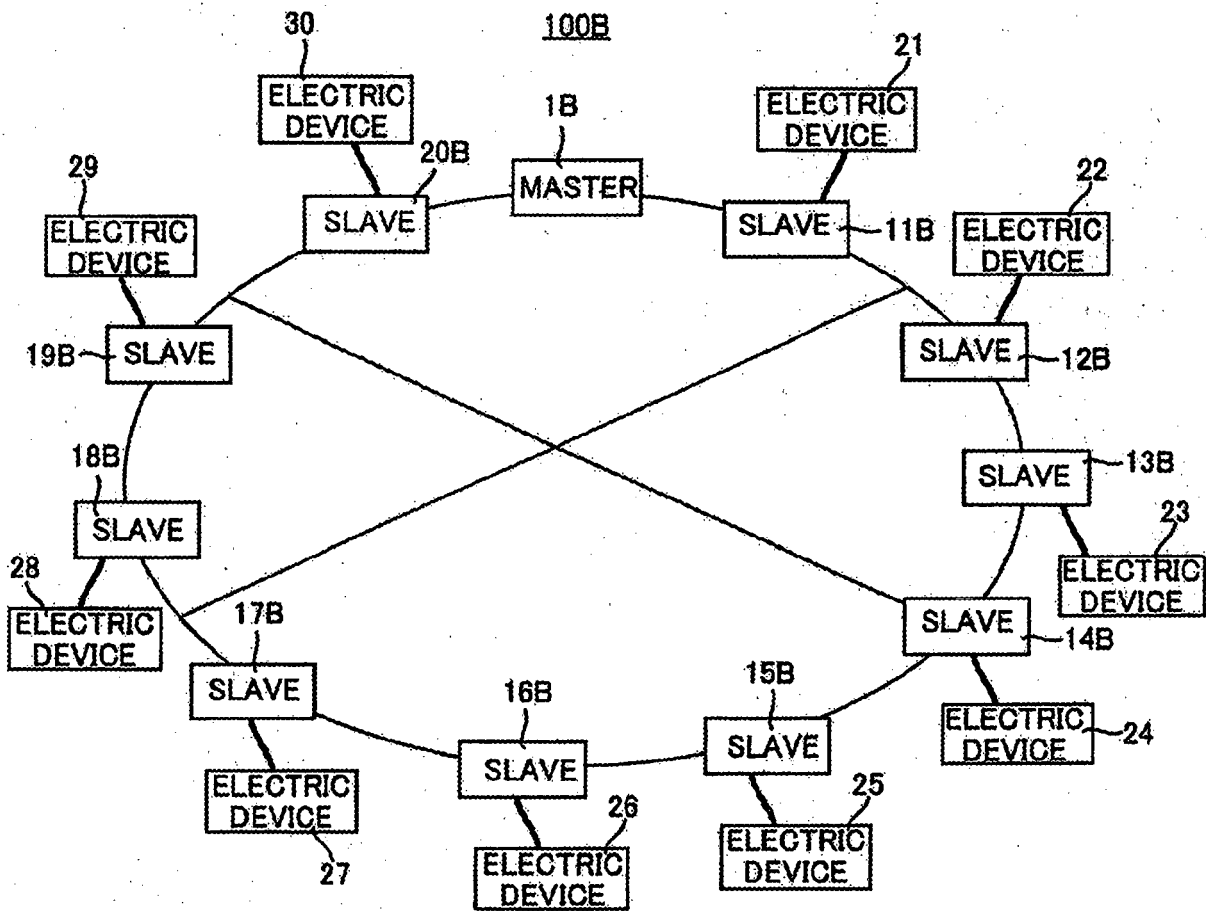 100B
30
21
ELECTRIC
DEVICE
1B
ELECTRIC
DEVICE
20B
MASTER
29
22
SLAVE
SLAVE
11B
ELECTRIC
DEVICE
ELECTRIC
DEVICE
19B
SLAVE
SLAVE
12B
18B
13B
SLAVE
SLAVE
23
28
ELECTRIC
DEVICE
ELECTRIC
DEVICE
17B
SLAVE
14B
SLAVE
15B
16B
SLAVE
ELECTRIC
DEVICE
24
SLAVE
ELECTRIC
DEVICE
27
26
25
ELECTRIC
DEVICE
ELECTRIC
DEVICE